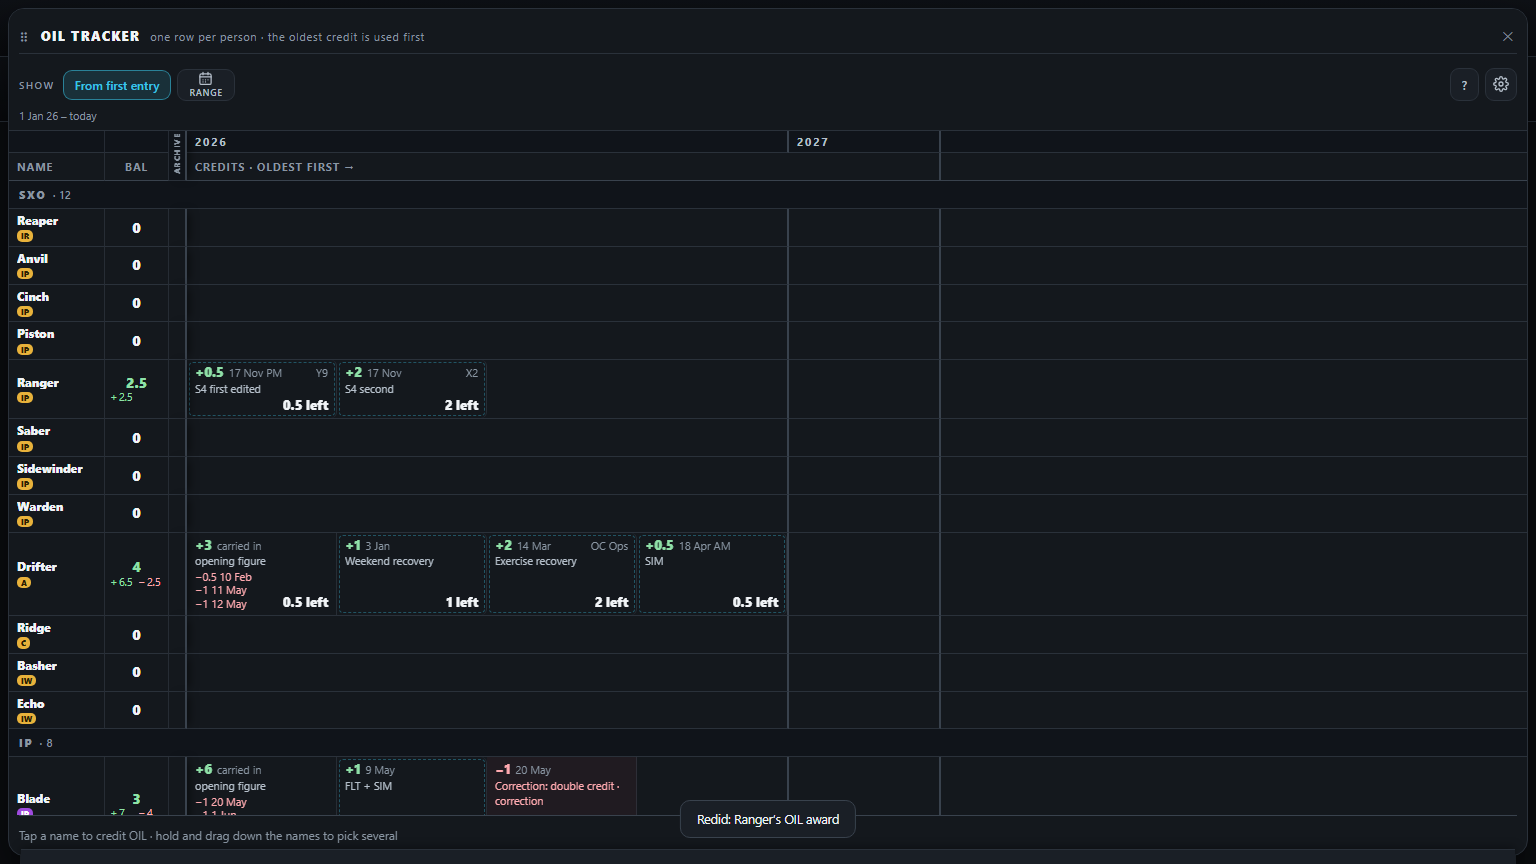 OIL TRACKER one row per person · the oldest credit is used first
SHOW From first entry RANGE ?
1 Jan 26 – today
ARCHIVE 2026 2027
NAME BAL CREDITS · OLDEST FIRST →
SXO · 12
Reaper 0
IR
Anvil 0
IP
Cinch 0
IP
Piston 0
IP
Ranger 2.5
IP +2.5
+0.5 17 Nov PM Y9
S4 first edited
0.5 left
+2 17 Nov X2
S4 second
2 left
Saber 0
IP
Sidewinder 0
IP
Warden 0
IP
Drifter 4
A +6.5 −2.5
+3 carried in
opening figure
−0.5 10 Feb
−1 11 May
−1 12 May 0.5 left
+1 3 Jan
Weekend recovery
1 left
+2 14 Mar OC Ops
Exercise recovery
2 left
+0.5 18 Apr AM
SIM
0.5 left
Ridge 0
C
Basher 0
IW
Echo 0
IW
IP · 8
Blade 3
+7 −4
+6 carried in
opening figure
−1 20 May
−1 1 Jun
+1 9 May
FLT + SIM
−1 20 May
Correction: double credit ·
correction
Redid: Ranger's OIL award
Tap a name to credit OIL · hold and drag down the names to pick several